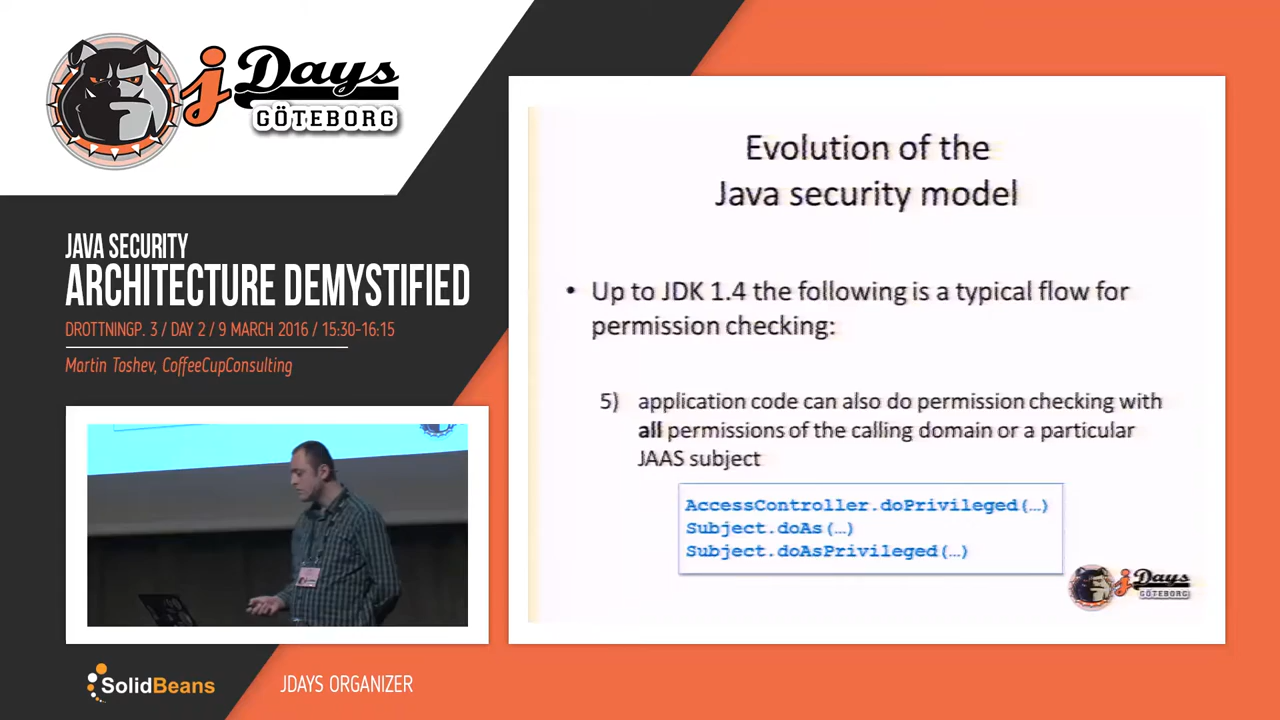 j Days
GÖTEBORG
JAVA SECURITY
ARCHITECTURE DEMYSTIFIED
DROTTNINGP. 3 / DAY 2 / 9 MARCH 2016 / 15:30-16:15
Martin Toshev, CoffeeCupConsulting
SolidBeans
JDAYS ORGANIZER
Evolution of the
Java security model
• Up to JDK 1.4 the following is a typical flow for
permission checking:
5) application code can also do permission checking with
all permissions of the calling domain or a particular
JAAS subject
AccessController.doPrivileged(…)
Subject.doAs(…)
Subject.doAsPrivileged(…)
j Days
GÖTEBORG